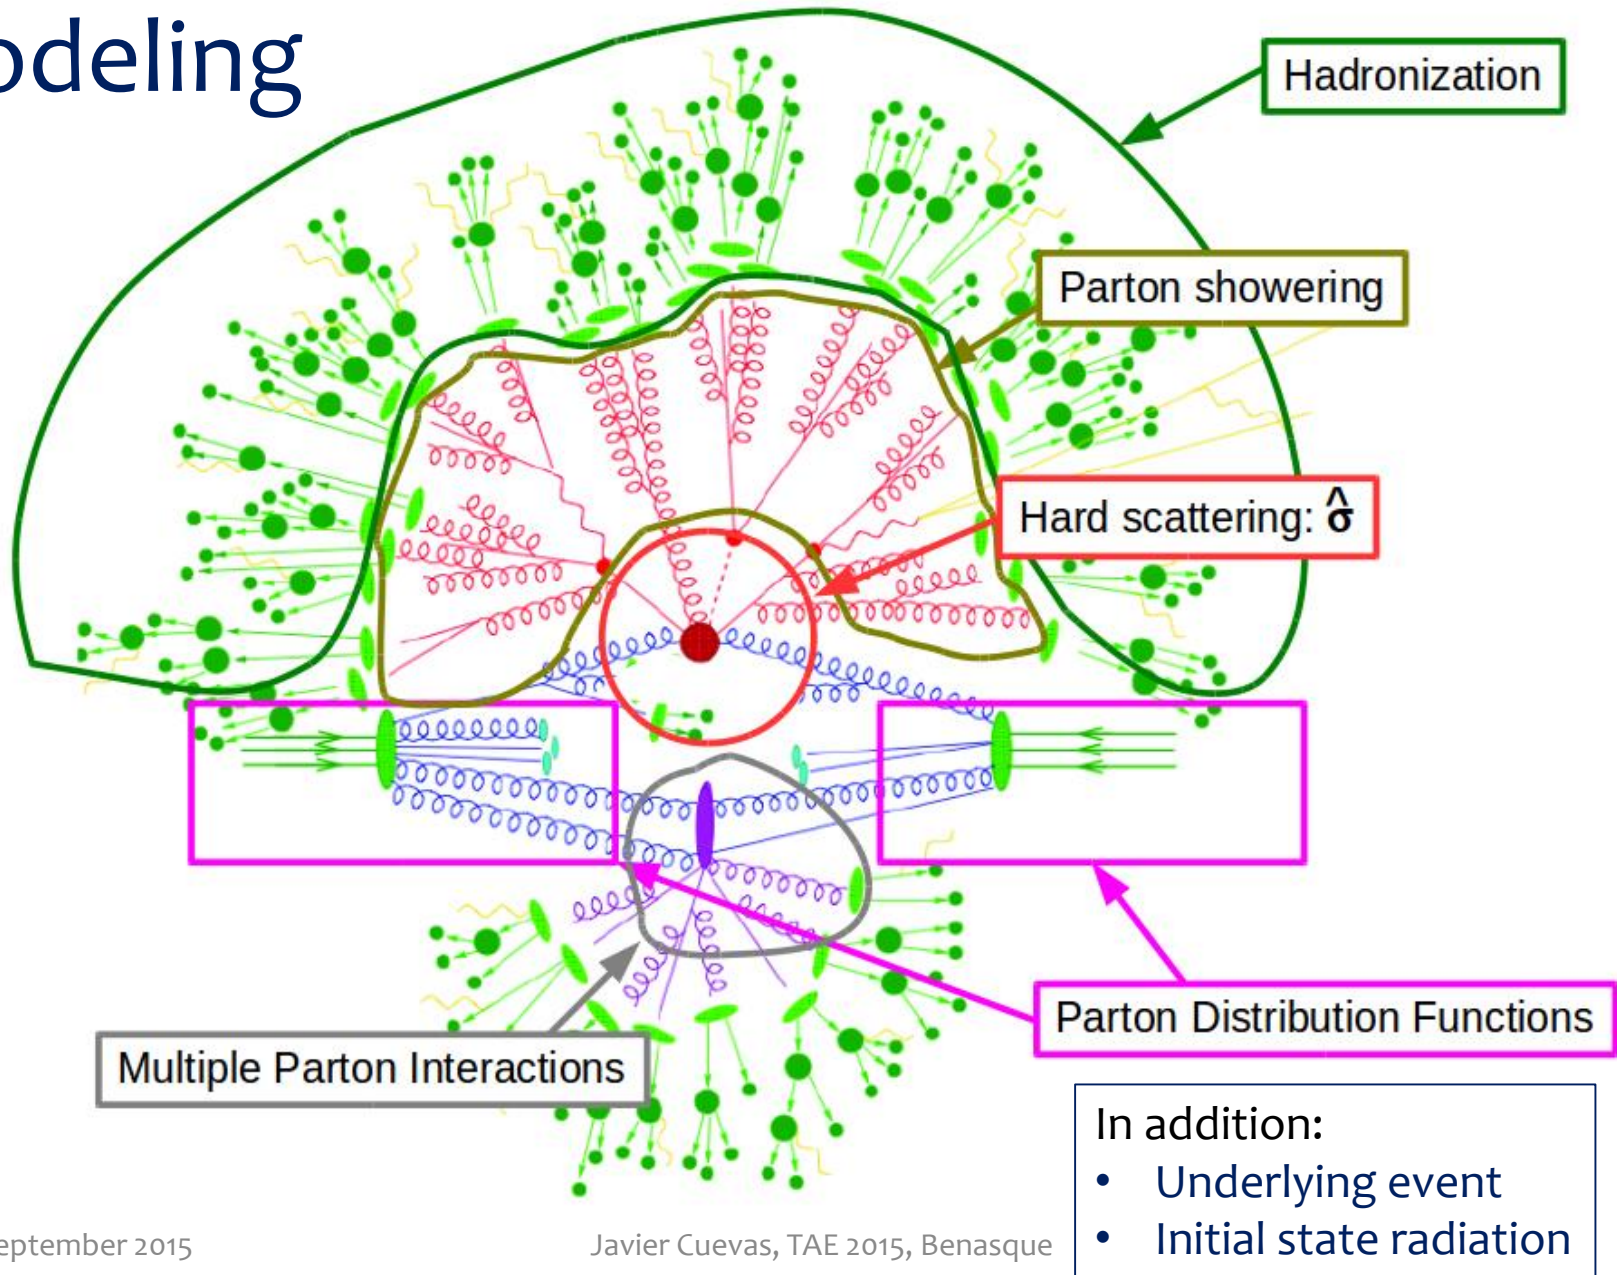 odeling
Hadronization
Parton showering
Hard scattering: σ̂
Parton Distribution Functions
Multiple Parton Interactions
In addition:
• Underlying event
• Initial state radiation
eptember 2015
Javier Cuevas, TAE 2015, Benasque